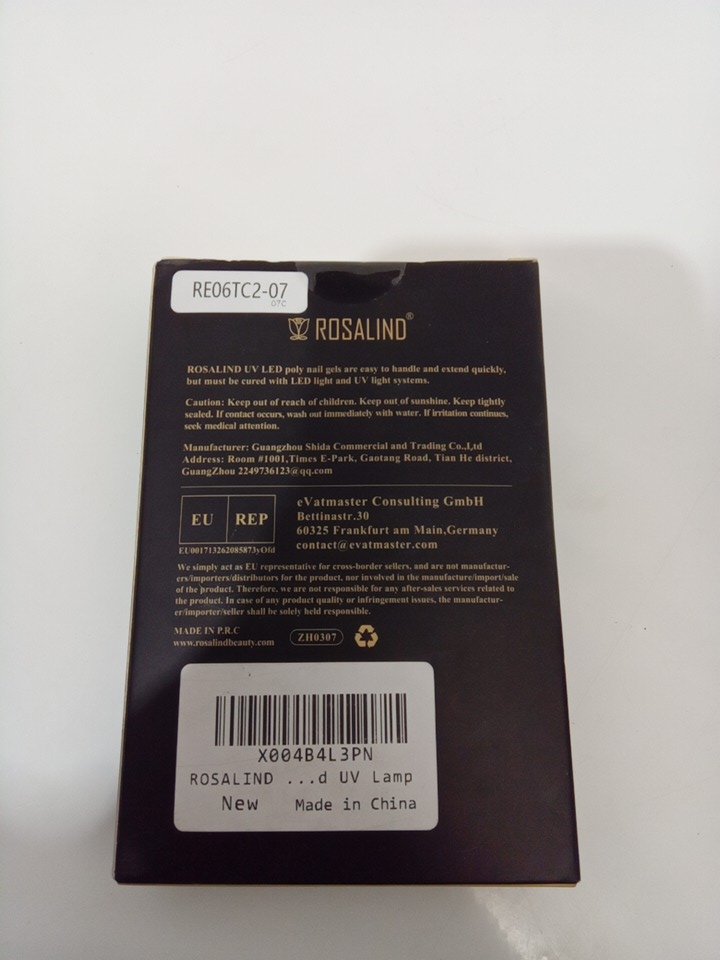 RE06TC2-07
07C
ROSALIND®
ROSALIND UV LED poly nail gels are easy to handle and extend quickly,
but must be cured with LED light and UV light systems.
Caution: Keep out of reach of children. Keep out of sunshine. Keep tightly
sealed. If contact occurs, wash out immediately with water. If irritation continues,
seek medical attention.
Manufacturer: Guangzhou Shida Commercial and Trading Co.,Ltd
Address: Room #1001,Times E-Park, Gaotang Road, Tian He district,
GuangZhou 2249736123@qq.com
EU REP
EU001713262085873yOfd
eVatmaster Consulting GmbH
Bettinastr.30
60325 Frankfurt am Main,Germany
contact@evatmaster.com
We simply act as EU representative for cross-border sellers, and are not manufactur-
ers/importers/distributors for the product, nor involved in the manufacture/import/sale
of the product. Therefore, we are not responsible for any after-sales services related to
the product. In case of any product quality or infringement issues, the manufactur-
er/importer/seller shall be solely held responsible.
MADE IN P.R.C
www.rosalindbeauty.com
ZH0307
X004B4L3PN
ROSALIND ...d UV Lamp
New Made in China